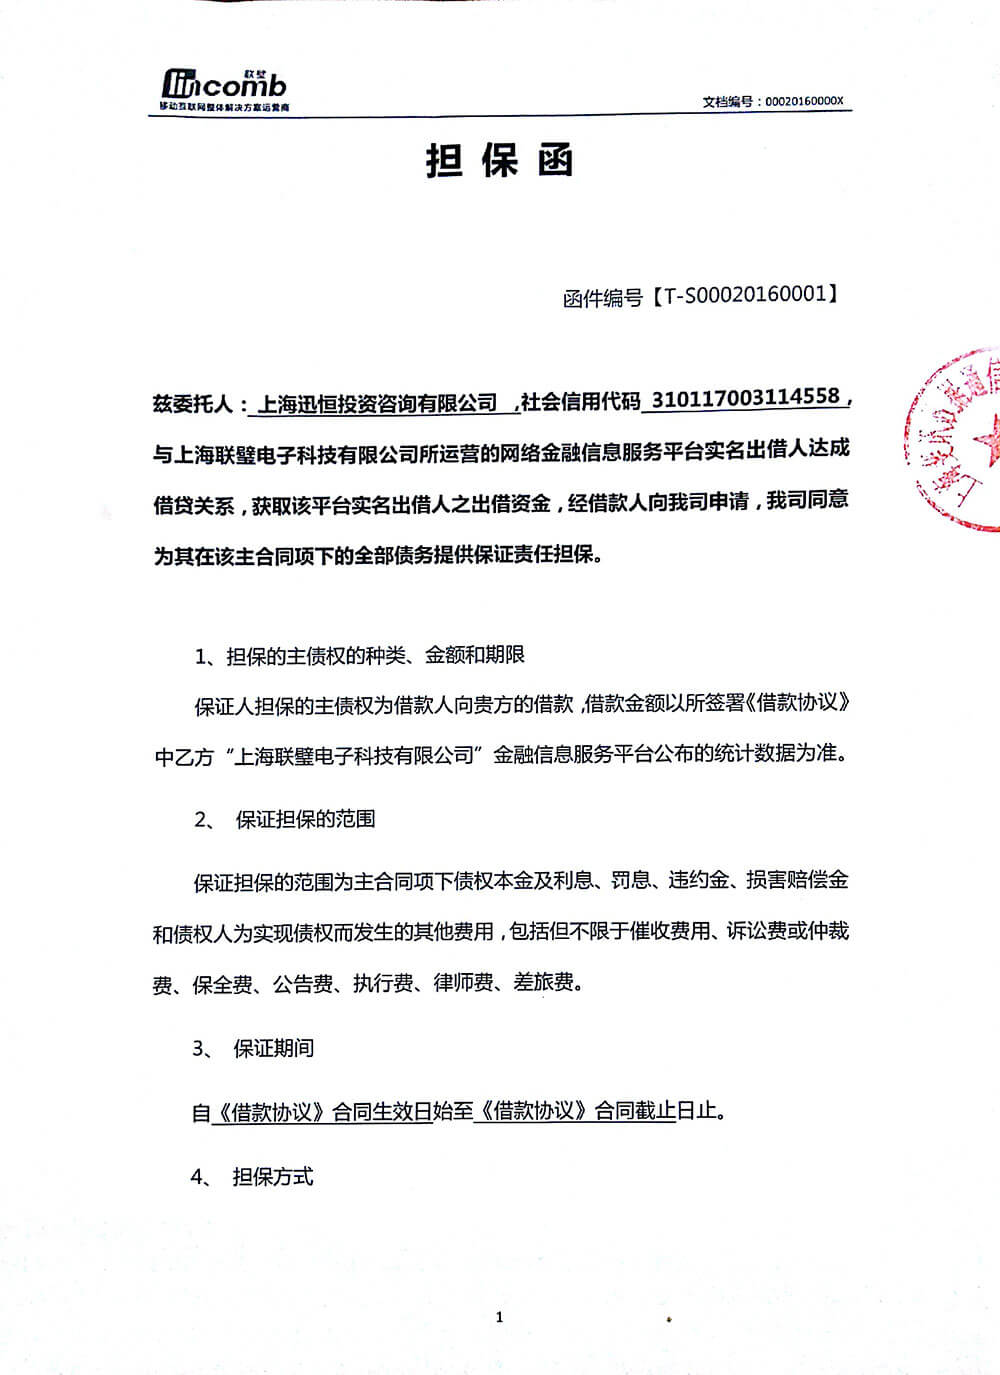 联璧
lincomb
移动互联网整体解决方案运营商
文档编号：00020160000X
担保函
函件编号【T-S00020160001】
兹委托人：上海迅恒投资咨询有限公司 ,社会信用代码 310117003114558，
与上海联璧电子科技有限公司所运营的网络金融信息服务平台实名出借人达成
借贷关系，获取该平台实名出借人之出借资金，经借款人向我司申请，我司同意
为其在该主合同项下的全部债务提供保证责任担保。
1、担保的主债权的种类、金额和期限
保证人担保的主债权为借款人向贵方的借款，借款金额以所签署《借款协议》
中乙方“上海联璧电子科技有限公司”金融信息服务平台公布的统计数据为准。
2、 保证担保的范围
保证担保的范围为主合同项下债权本金及利息、罚息、违约金、损害赔偿金
和债权人为实现债权而发生的其他费用，包括但不限于催收费用、诉讼费或仲裁
费、保全费、公告费、执行费、律师费、差旅费。
3、 保证期间
自《借款协议》合同生效日始至《借款协议》合同截止日止。
4、 担保方式
1